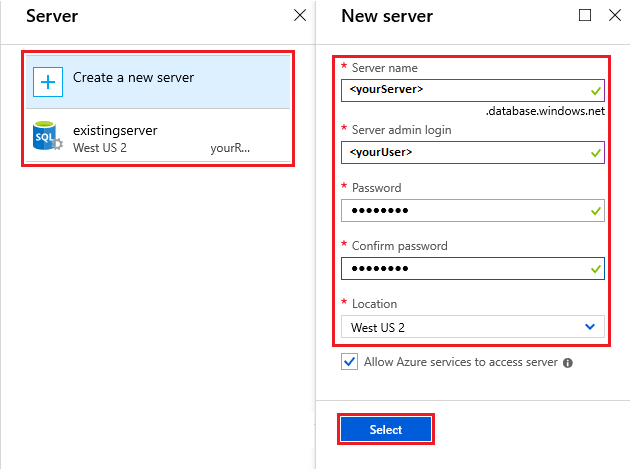 Server
Create a new server
SQL
existingserver
West US 2 yourR...
New server
* Server name
<yourServer>
.database.windows.net
* Server admin login
<yourUser>
* Password
●●●●●●●●
* Confirm password
●●●●●●●●
* Location
West US 2
Allow Azure services to access server
Select